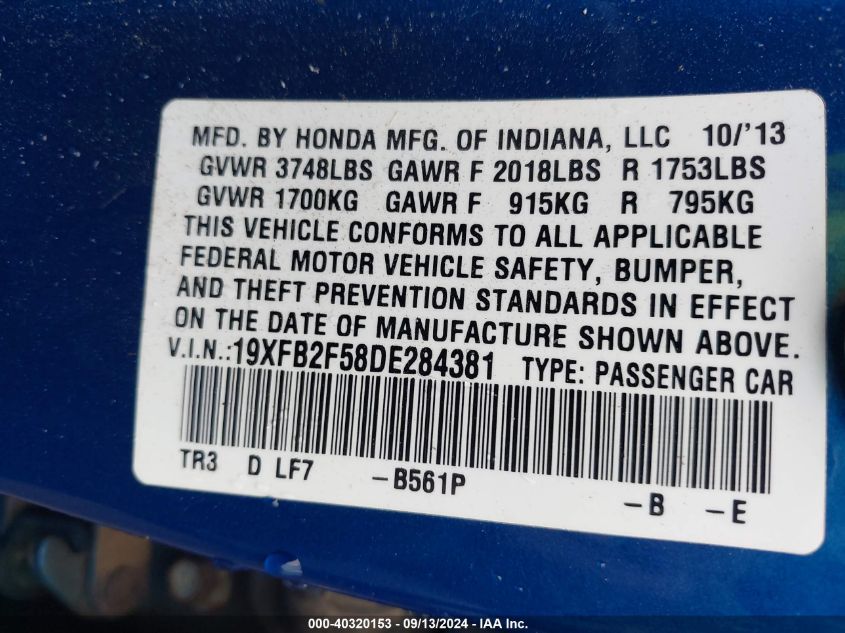 MFD. BY HONDA MFG. OF INDIANA, LLC 10/'13
GVWR 3748LBS GAWR F 2018LBS R 1753LBS
GVWR 1700KG GAWR F 915KG R 795KG
THIS VEHICLE CONFORMS TO ALL APPLICABLE
FEDERAL MOTOR VEHICLE SAFETY, BUMPER,
AND THEFT PREVENTION STANDARDS IN EFFECT
ON THE DATE OF MANUFACTURE SHOWN ABOVE.
V.I.N.:19XFB2F58DE284381 TYPE: PASSENGER CAR
TR3 D LF7 -B561P -B -E
000-40320153 - 09/13/2024 - IAA Inc.